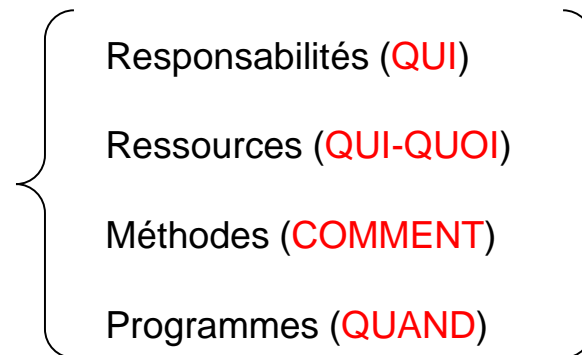 Responsabilités (QUI)
Ressources (QUI-QUOI)
Méthodes (COMMENT)
Programmes (QUAND)